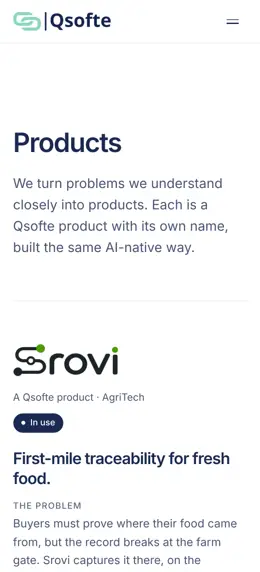 Qsofte
Products
We turn problems we understand
closely into products. Each is a
Qsofte product with its own name,
built the same AI-native way.
Srovi
A Qsofte product · AgriTech
In use
First-mile traceability for fresh
food.
THE PROBLEM
Buyers must prove where their food came
from, but the record breaks at the farm
gate. Srovi captures it there, on the